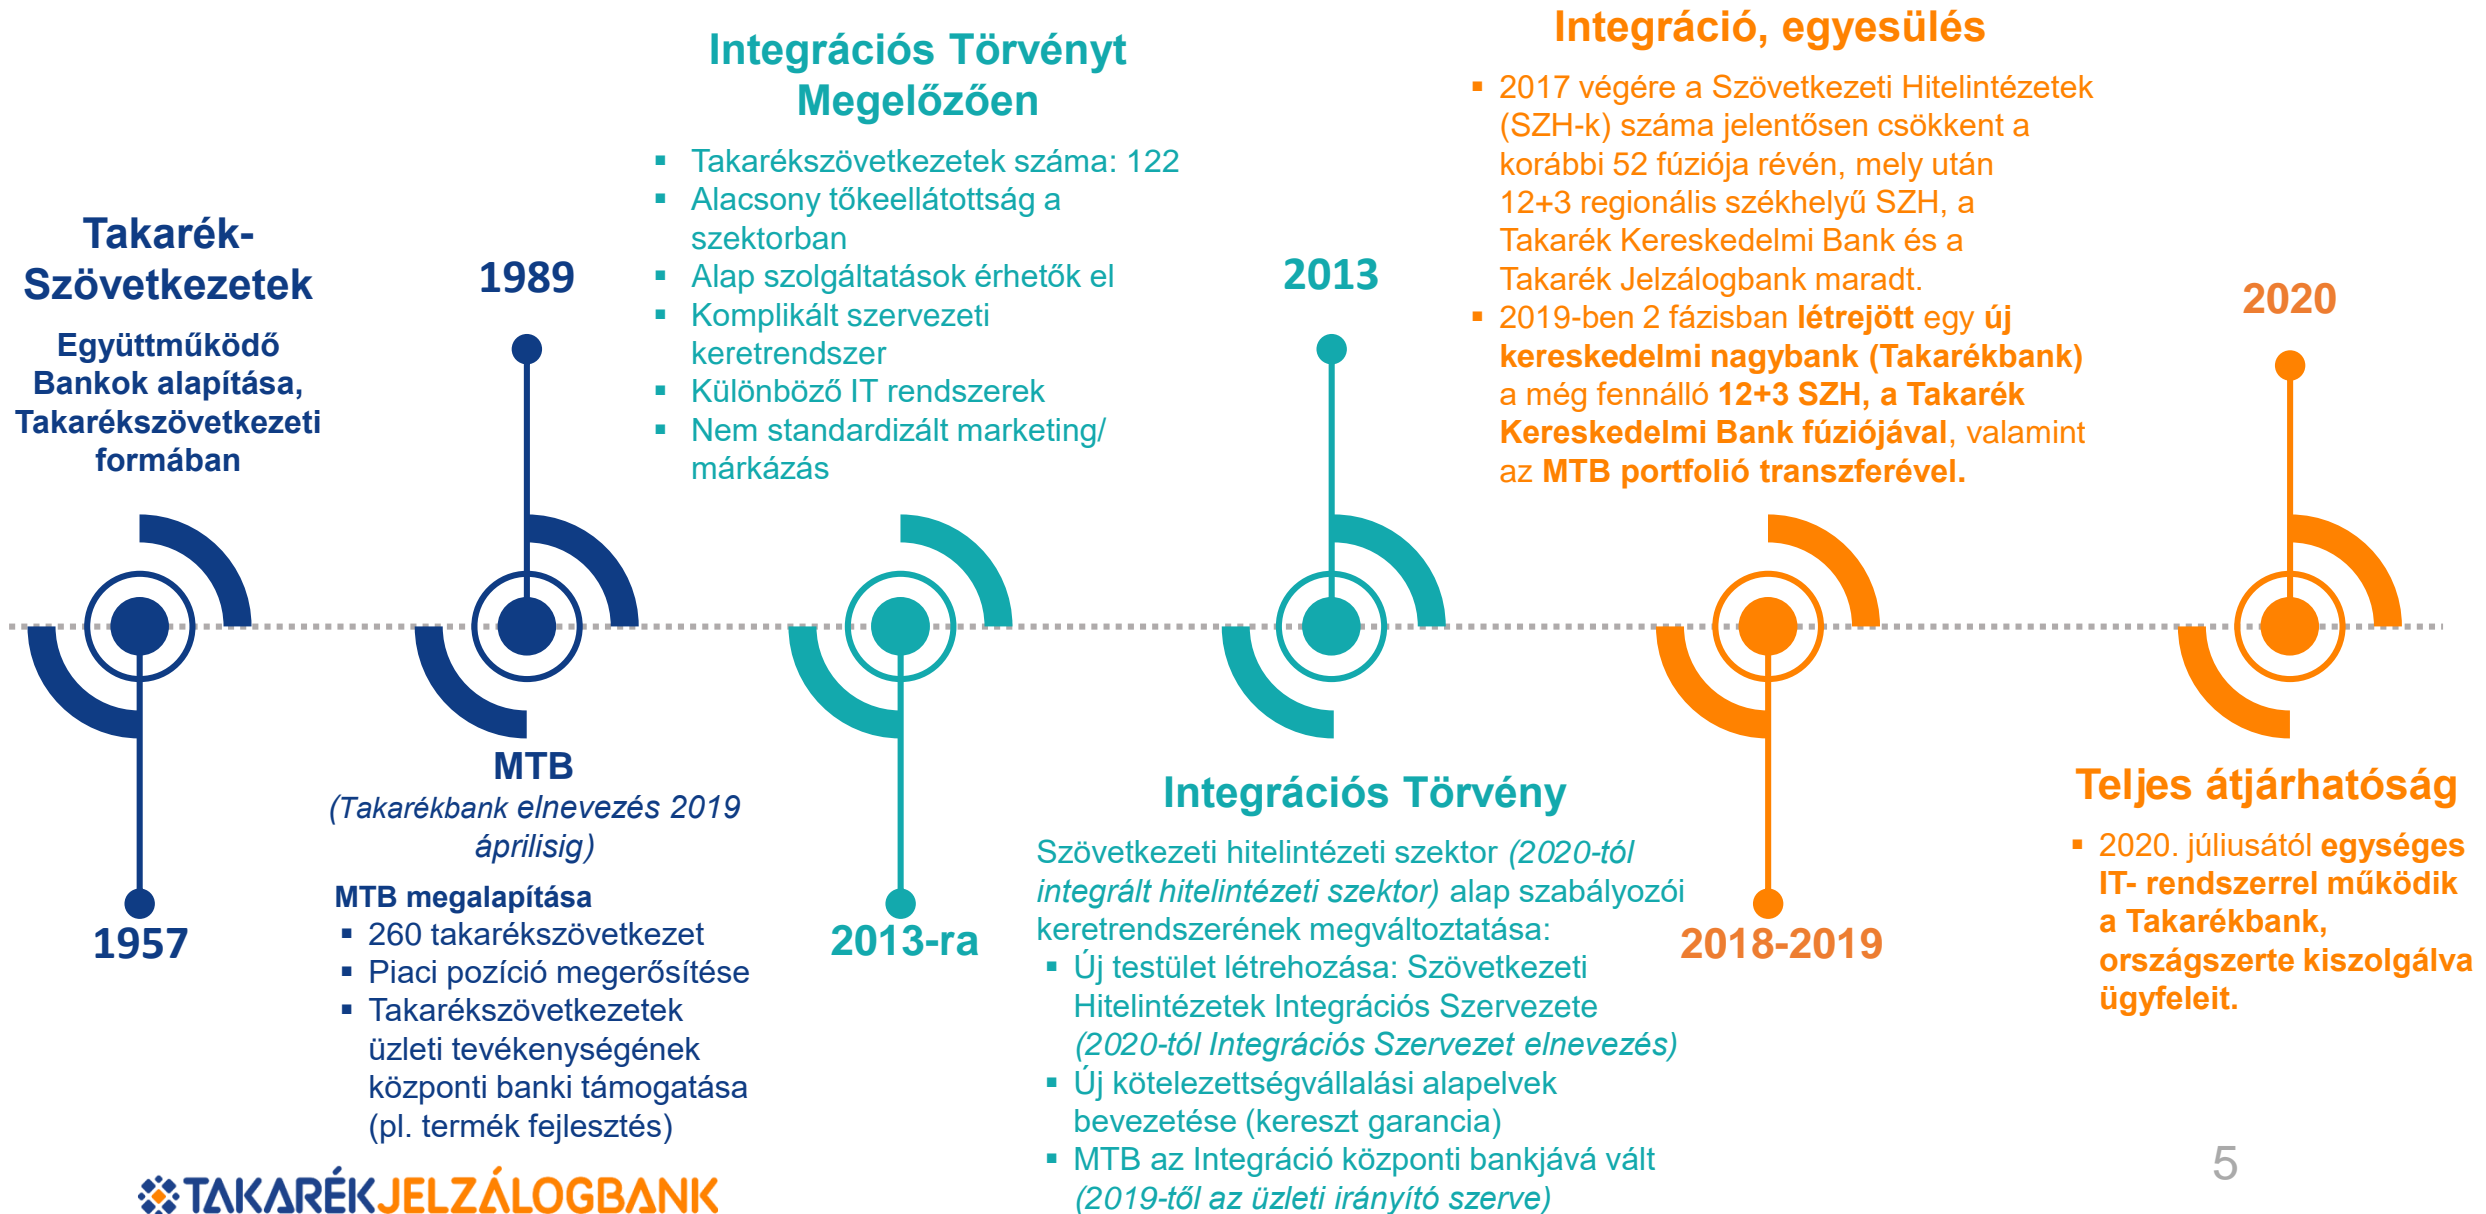 Takarék-
Szövetkezetek
Együttműködő
Bankok alapítása,
Takarékszövetkezeti
formában
1957
1989
MTB
(Takarékbank elnevezés 2019
áprilisig)
MTB megalapítása
▪ 260 takarékszövetkezet
▪ Piaci pozíció megerősítése
▪ Takarékszövetkezetek
üzleti tevékenységének
központi banki támogatása
(pl. termék fejlesztés)
Integrációs Törvényt
Megelőzően
▪ Takarékszövetkezetek száma: 122
▪ Alacsony tőkeellátottság a
szektorban
▪ Alap szolgáltatások érhetők el
▪ Komplikált szervezeti
keretrendszer
▪ Különböző IT rendszerek
▪ Nem standardizált marketing/
márkázás
2013-ra
2013
Integrációs Törvény
Szövetkezeti hitelintézeti szektor (2020-tól
integrált hitelintézeti szektor) alap szabályozói
keretrendszerének megváltoztatása:
▪ Új testület létrehozása: Szövetkezeti
Hitelintézetek Integrációs Szervezete
(2020-tól Integrációs Szervezet elnevezés)
▪ Új kötelezettségvállalási alapelvek
bevezetése (kereszt garancia)
▪ MTB az Integráció központi bankjává vált
(2019-től az üzleti irányító szerve)
Integráció, egyesülés
▪ 2017 végére a Szövetkezeti Hitelintézetek
(SZH-k) száma jelentősen csökkent a
korábbi 52 fúziója révén, mely után
12+3 regionális székhelyű SZH, a
Takarék Kereskedelmi Bank és a
Takarék Jelzálogbank maradt.
▪ 2019-ben 2 fázisban létrejött egy új
kereskedelmi nagybank (Takarékbank)
a még fennálló 12+3 SZH, a Takarék
Kereskedelmi Bank fúziójával, valamint
az MTB portfolió transzferével.
2018-2019
2020
Teljes átjárhatóság
▪ 2020. júliusától egységes
IT- rendszerrel működik
a Takarékbank,
országszerte kiszolgálva
ügyfeleit.
TAKARÉKJELZÁLOGBANK
5